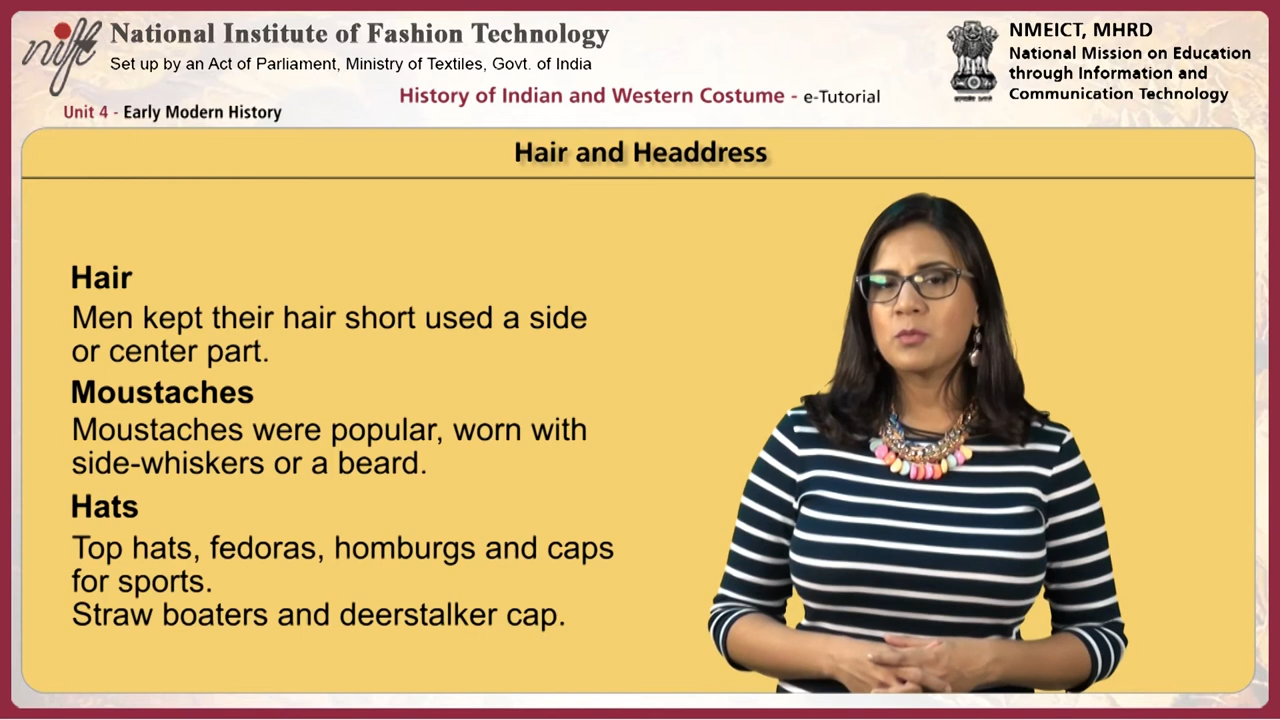 nift
National Institute of Fashion Technology
Set up by an Act of Parliament, Ministry of Textiles, Govt. of India
NMEICT, MHRD
National Mission on Education
through Information and
Communication Technology
History of Indian and Western Costume - e-Tutorial
Unit 4 - Early Modern History
Hair and Headdress
Hair
Men kept their hair short used a side
or center part.
Moustaches
Moustaches were popular, worn with
side-whiskers or a beard.
Hats
Top hats, fedoras, homburgs and caps
for sports.
Straw boaters and deerstalker cap.